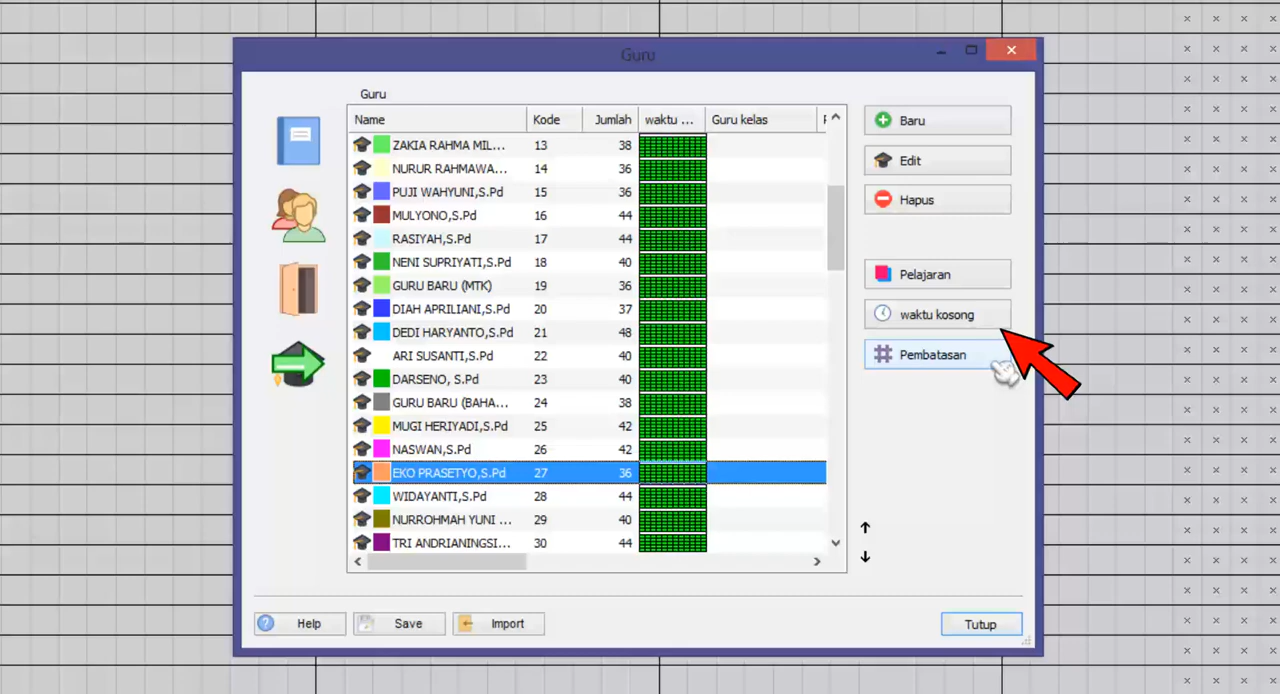 Guru
Guru
Name Kode Jumlah waktu ... Guru kelas
ZAKIA RAHMA MIL... 13 38
NURUR RAHMAWA... 14 36
PUJI WAHYUNI,S.Pd 15 36
MULYONO,S.Pd 16 44
RASIYAH,S.Pd 17 44
NENI SUPRIYATI,S.Pd 18 40
GURU BARU (MTK) 19 36
DIAH APRILIANI,S.Pd 20 37
DEDI HARYANTO,S.Pd 21 48
ARI SUSANTI,S.Pd 22 40
DARSENO, S.Pd 23 40
GURU BARU (BAHA... 24 38
MUGI HERIYADI,S.Pd 25 42
NASWAN,S.Pd 26 42
EKO PRASETYO,S.Pd 27 36
WIDAYANTI,S.Pd 28 44
NURROHMAH YUNI ... 29 40
TRI ANDRIANINGSI... 30 44
Baru
Edit
Hapus
Pelajaran
waktu kosong
Pembatasan
Help Save Import Tutup